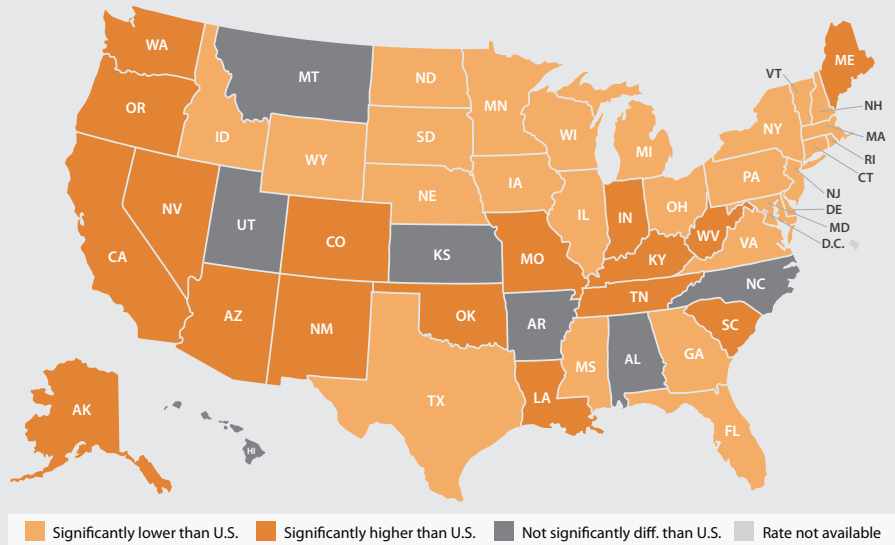 WA
ME
MT
ND
VT
OR
MN
NH
ID
SD
WI
NY
MA
WY
MI
RI
CT
IA
PA
NE
NJ
OH
DE
NV
UT
IL
IN
MD
CO
WV
VA
D.C.
CA
KS
MO
KY
NC
TN
AZ
OK
NM
AR
SC
MS
AL
GA
LA
TX
AK
FL
HI
Significantly lower than U.S.
Significantly higher than U.S.
Not significantly diff. than U.S.
Rate not available